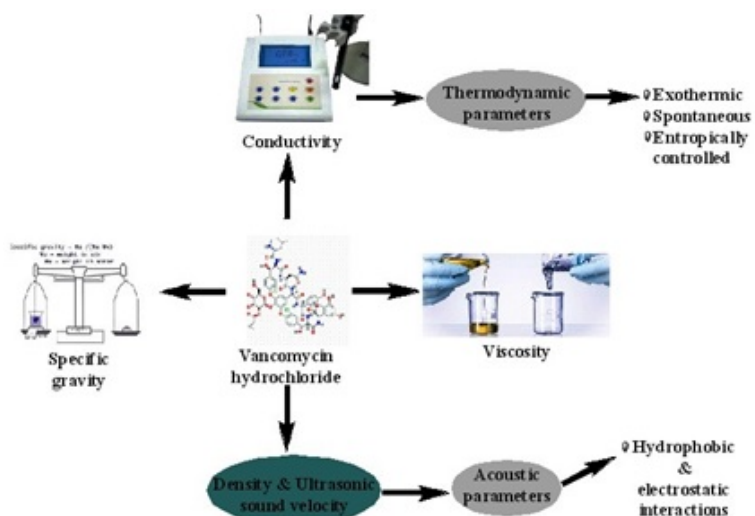 Thermodynamic
parameters
Exothermic
Spontaneous
Entropically
controlled
Conductivity
Specific
gravity
Vancomycin
hydrochloride
Viscosity
Density & Ultrasonic
sound velocity
Acoustic
parameters
Hydrophobic
&
electrostatic
interactions